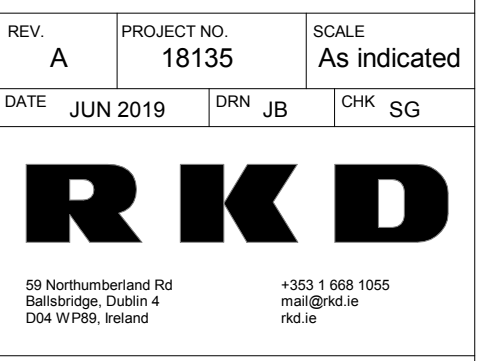 REV. PROJECT NO. SCALE
A 18135 As indicated
DATE JUN 2019 DRN JB CHK SG
RKD
59 Northumberland Rd +353 1 668 1055
Ballsbridge, Dublin 4 mail@rkd.ie
D04 WP89, Ireland rkd.ie